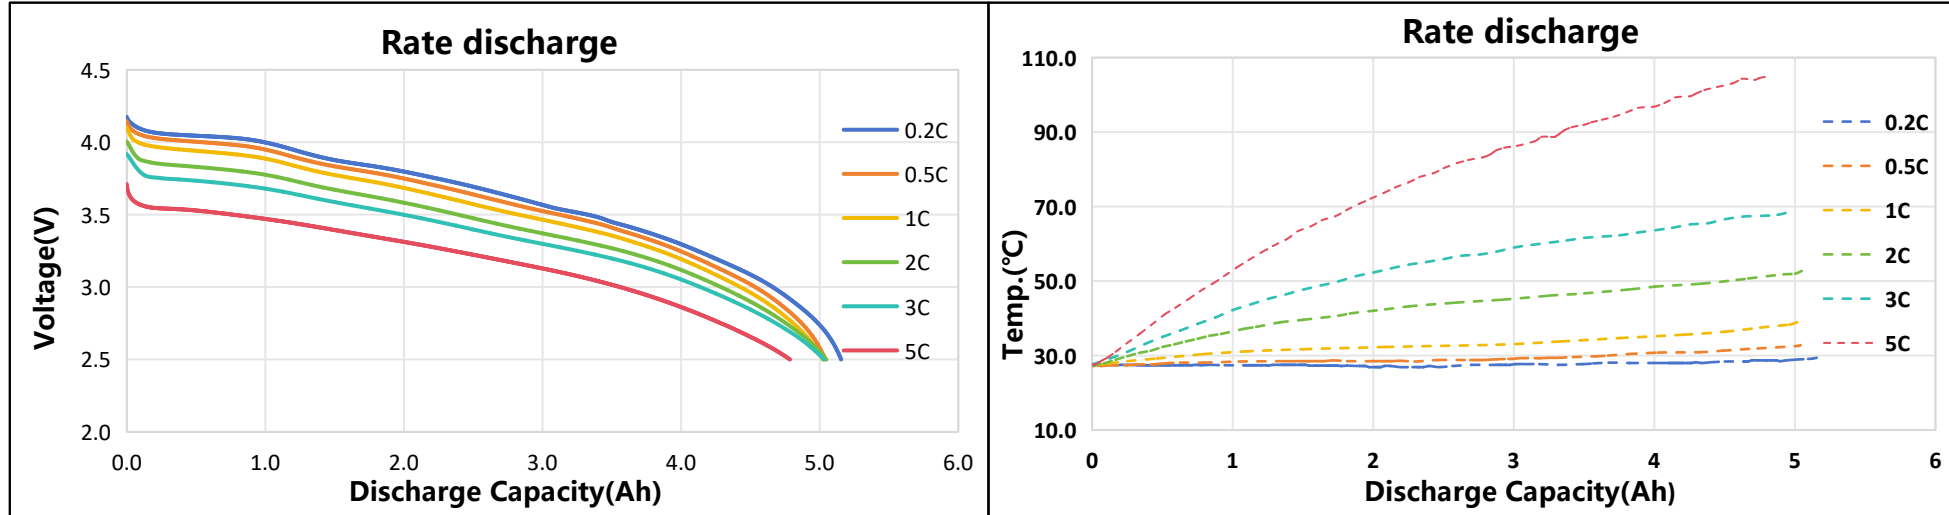 Rate discharge
4.5
4.0
3.5
3.0
2.5
2.0
Voltage(V)
0.0 1.0 2.0 3.0 4.0 5.0 6.0
Discharge Capacity(Ah)
0.2C
0.5C
1C
2C
3C
5C
Rate discharge
110.0
90.0
70.0
50.0
30.0
10.0
Temp.(°C)
0 1 2 3 4 5 6
Discharge Capacity(Ah)
0.2C
0.5C
1C
2C
3C
5C